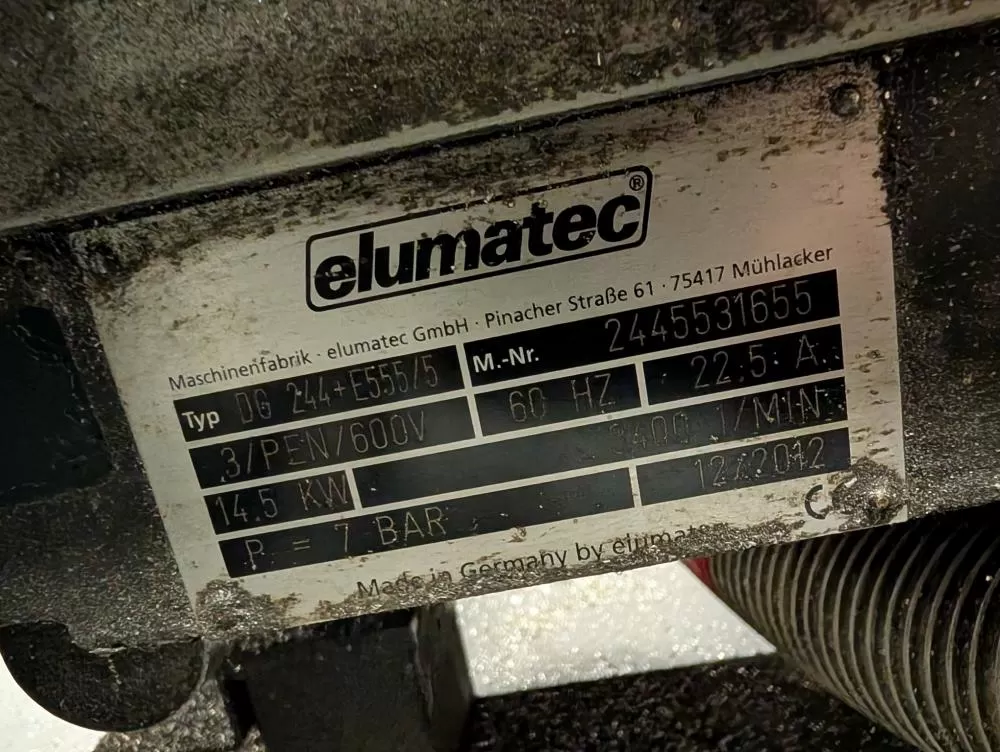 elumatec®
Maschinenfabrik · elumatec GmbH · Pinacher Straße 61 · 75417 Mühlacker
Typ DG 244+E555/5 M.-Nr. 2445531655
3/PEN/600V 60 HZ 22.5 A
14.5 KW 3400 1/MIN
P = 7 BAR 12/2012
CE
Made in Germany by elumatec